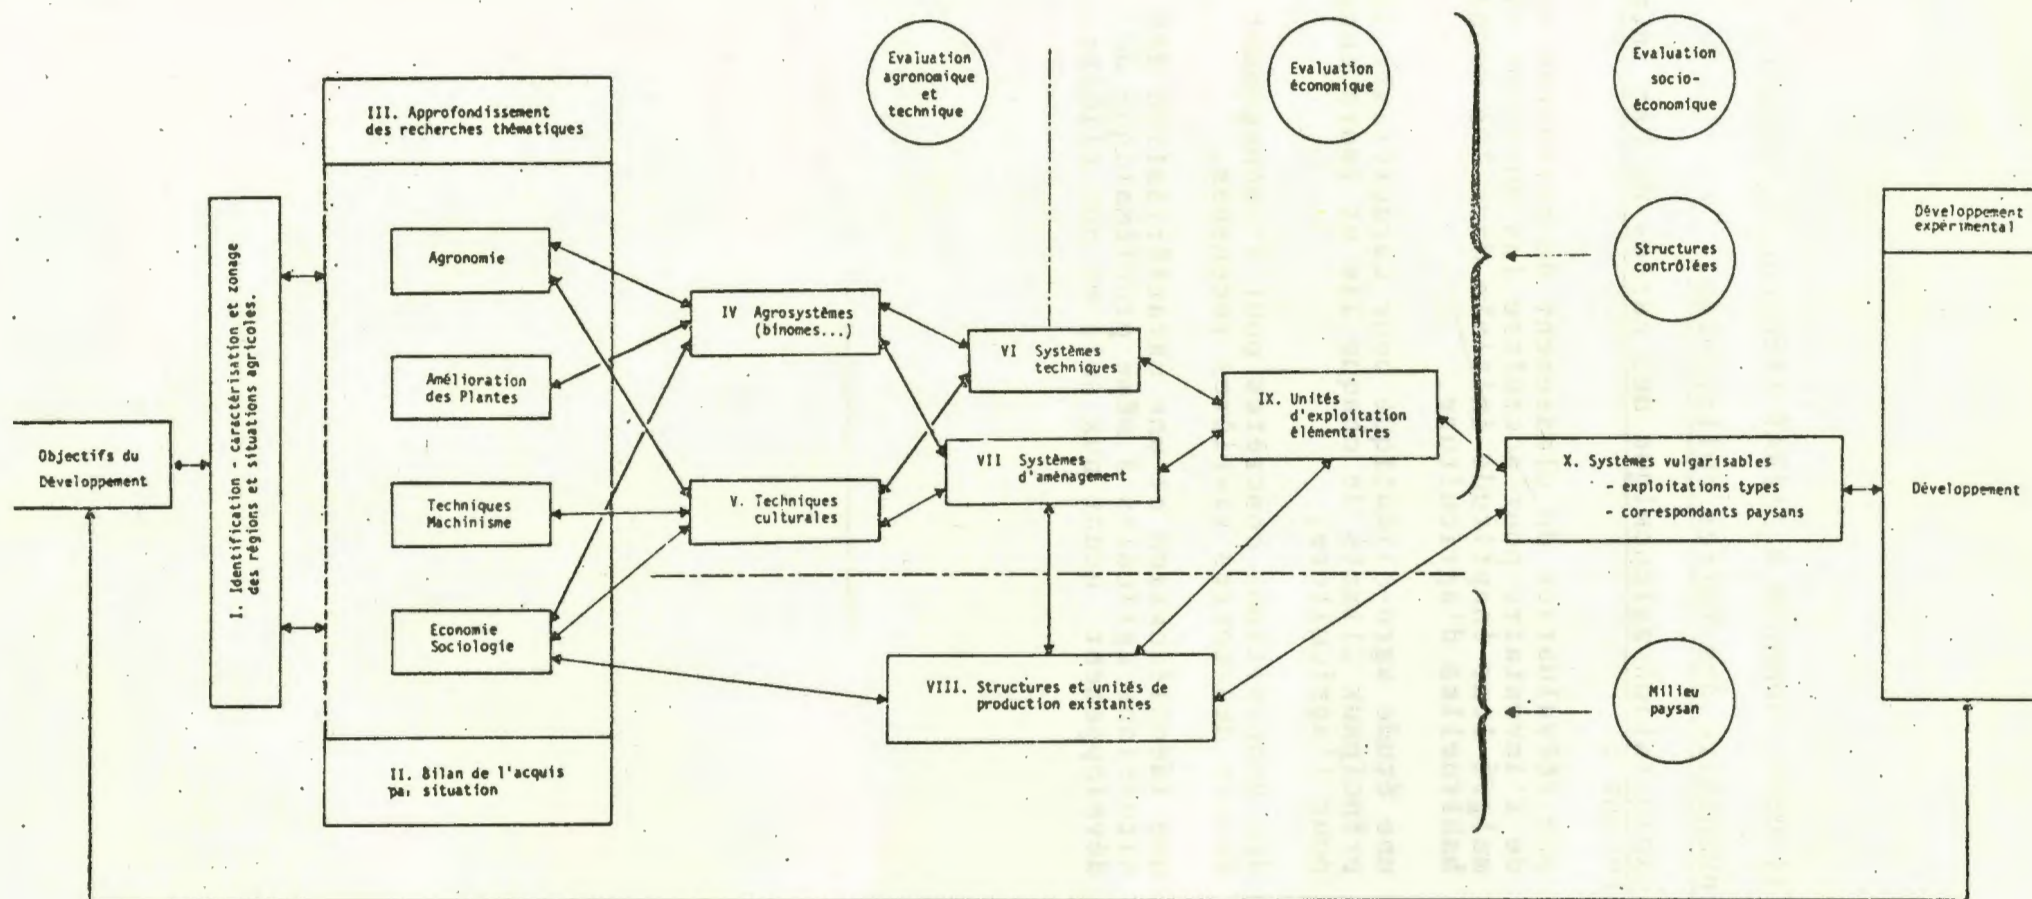 Objectifs du
Développement
I. Identification - caractérisation et zonage
des régions et situations agricoles.
III. Approfondissement
des recherches thématiques
Agronomie
Amélioration
des Plantes
Techniques
Machinisme
Economie
Sociologie
II. Bilan de l'acquis
par situation
IV Agrosystèmes
(binomes...)
V. Techniques
culturales
Evaluation
agronomique
et
technique
VI Systèmes
techniques
VII Systèmes
d'aménagement
VIII. Structures et unités de
production existantes
Evaluation
économique
IX. Unités
d'exploitation
élémentaires
Evaluation
socio-
économique
Structures
contrôlées
X. Systèmes vulgarisables
- exploitations types
- correspondants paysans
Milieu
paysan
Développement
expérimental
Développement